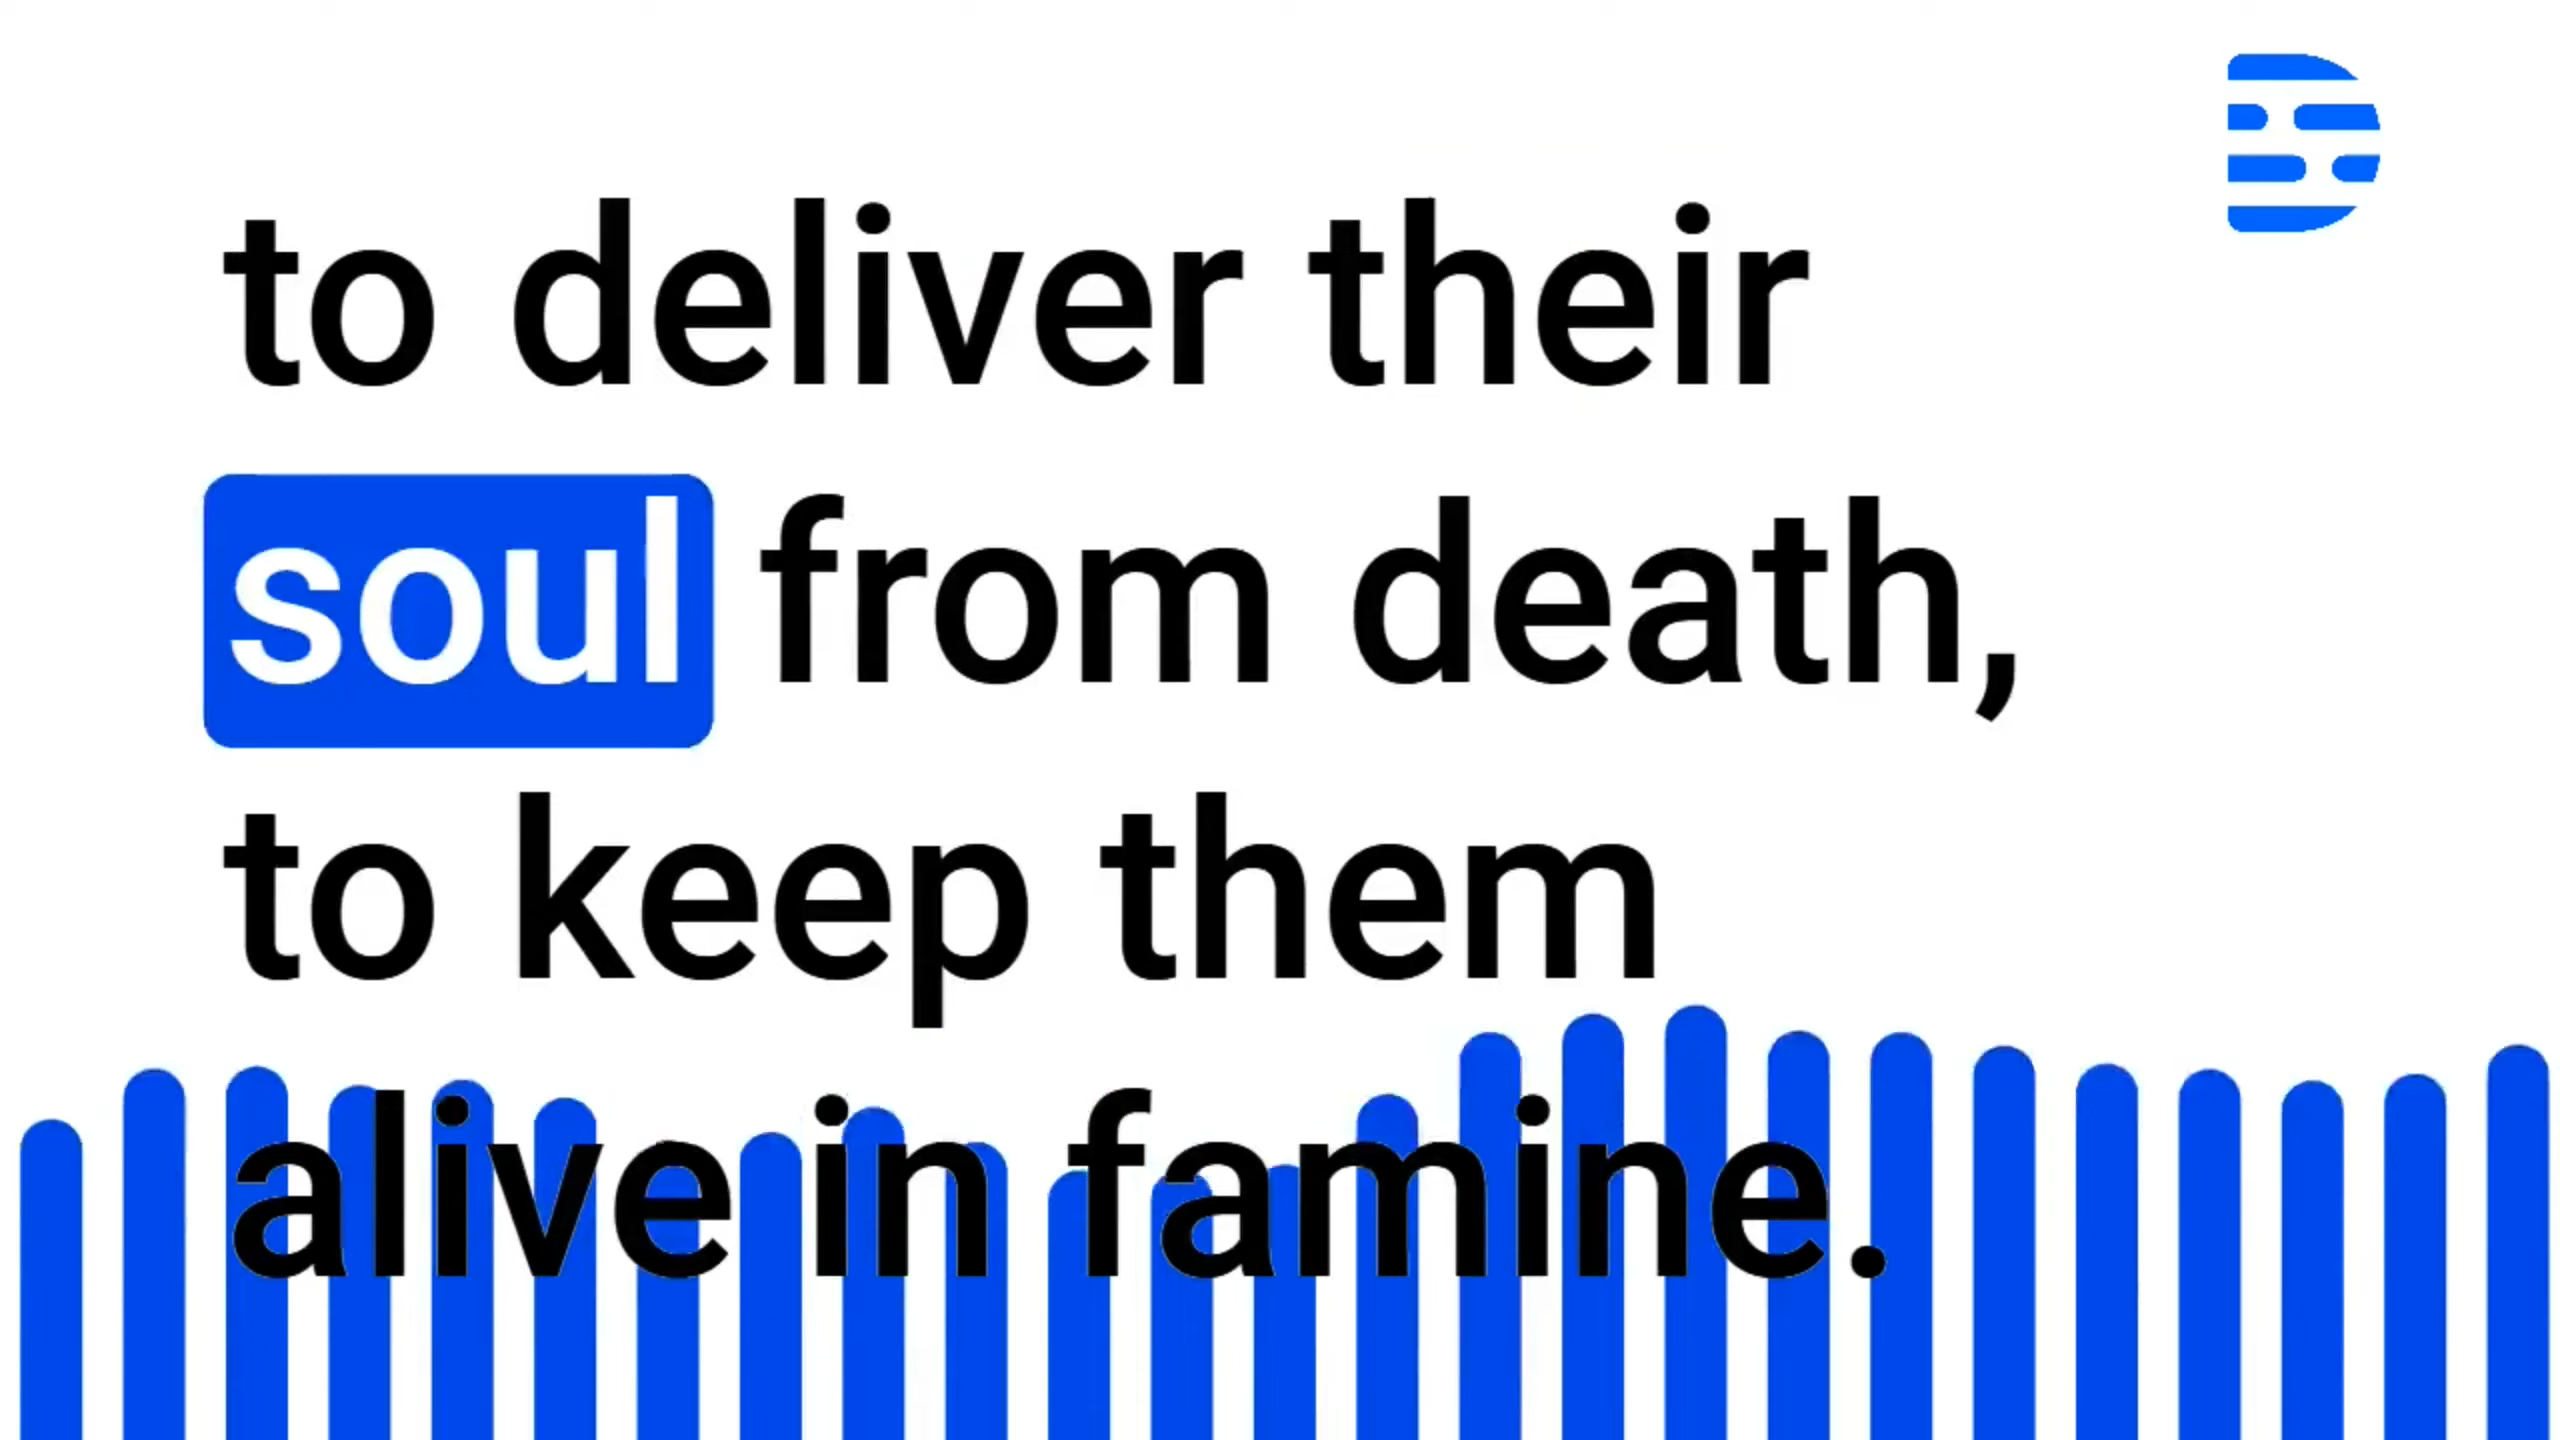 to deliver their
soul from death,
to keep them
alive in famine.